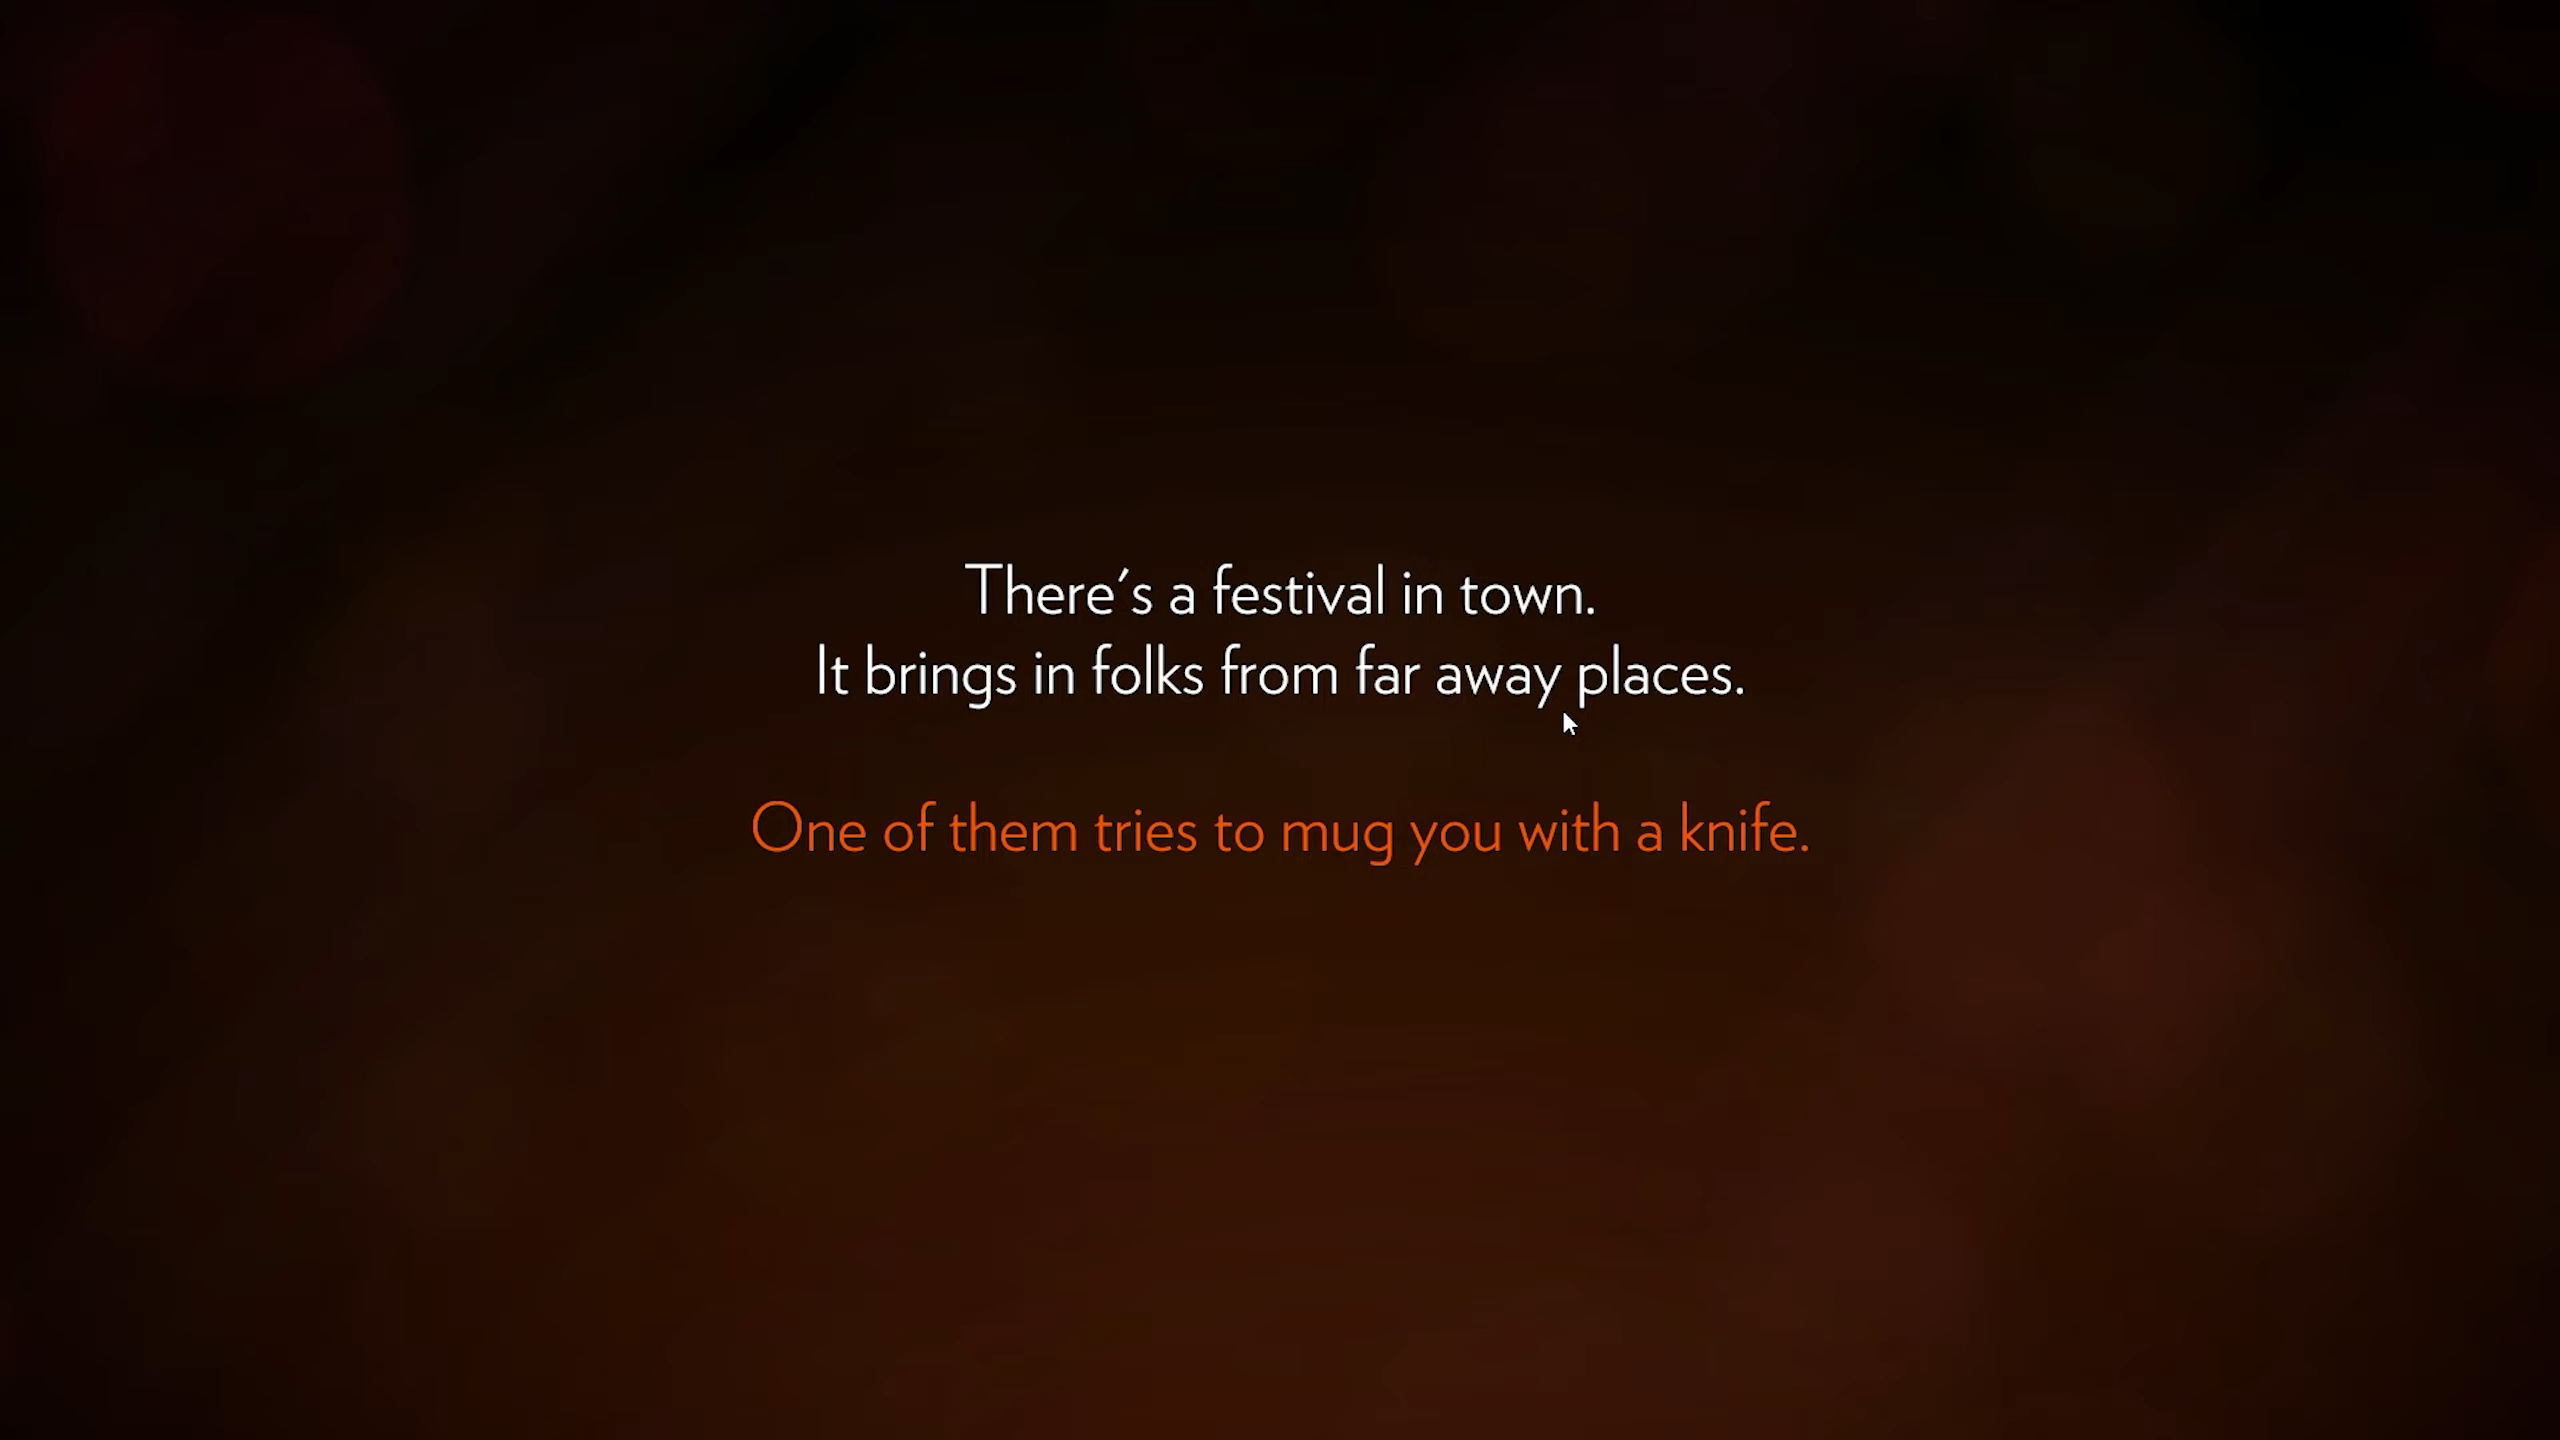 There's a festival in town.
It brings in folks from far away places.
One of them tries to mug you with a knife.